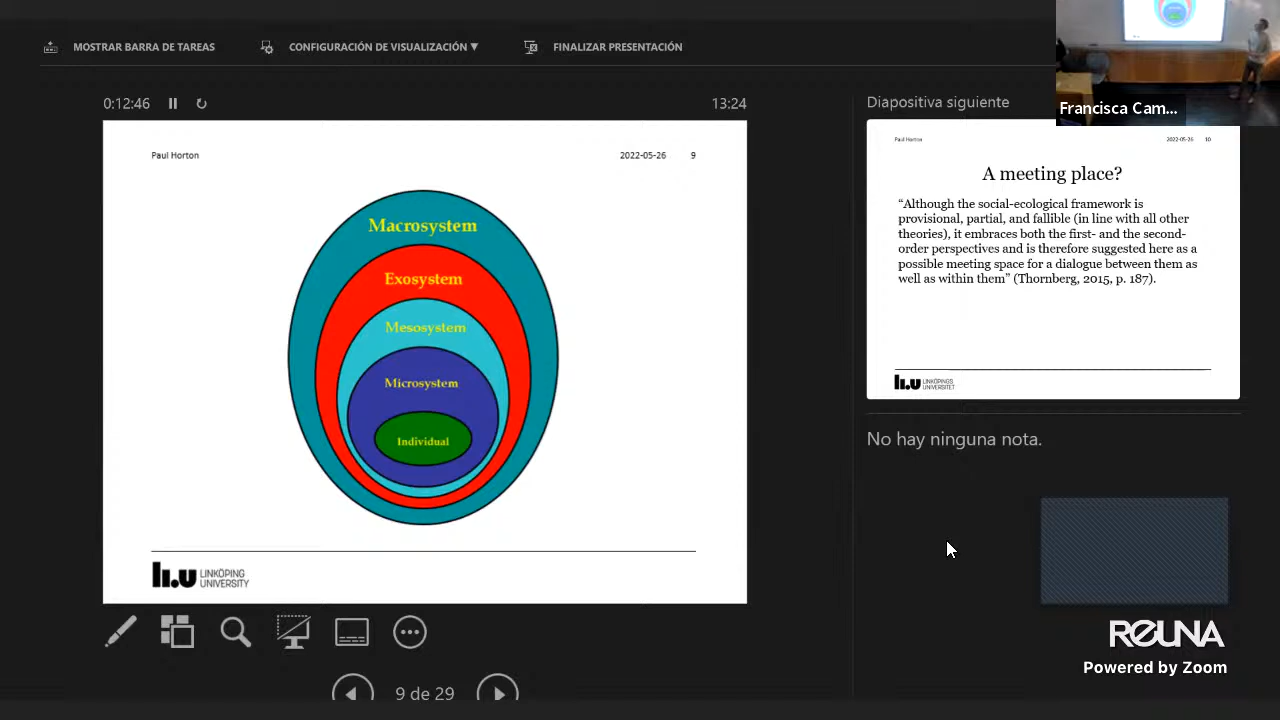 MOSTRAR BARRA DE TAREAS
CONFIGURACIÓN DE VISUALIZACIÓN ▼
FINALIZAR PRESENTACIÓN
Francisca Cam...
0:12:46
13:24
Paul Horton
2022-05-26
9
Macrosystem
Exosystem
Mesosystem
Microsystem
Individual
LINKÖPING
UNIVERSITY
9 de 29
Diapositiva siguiente
Paul Horton
2022-05-26
10
A meeting place?
“Although the social-ecological framework is
provisional, partial, and fallible (in line with all other
theories), it embraces both the first- and the second-
order perspectives and is therefore suggested here as a
possible meeting space for a dialogue between them as
well as within them” (Thornberg, 2015, p. 187).
LINKÖPINGS
UNIVERSITET
No hay ninguna nota.
REUNA
Powered by Zoom